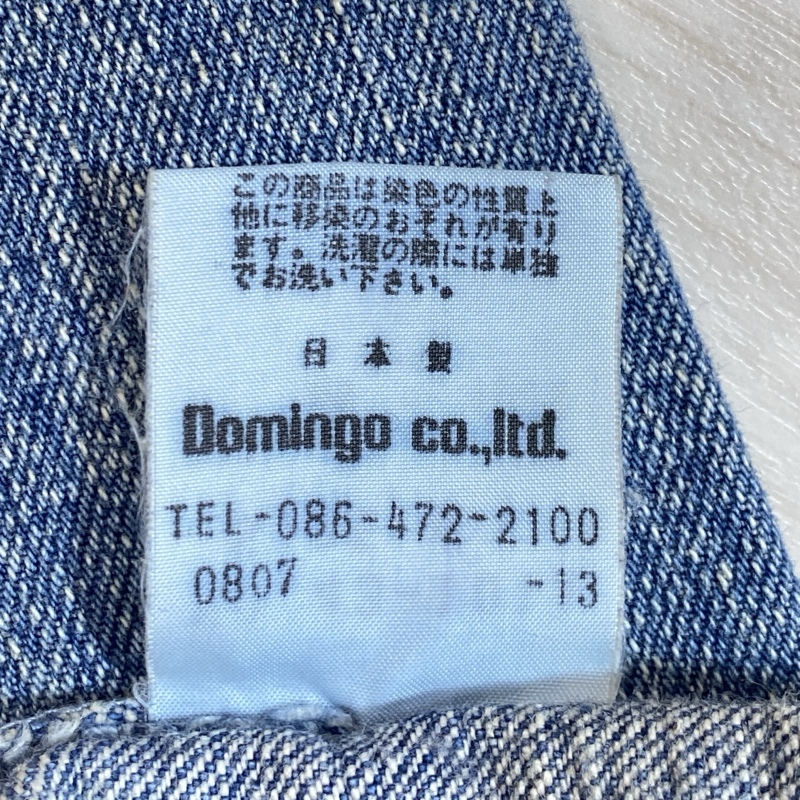 この商品は染色の性質上
他に移染のおそれが有り
ます。洗濯の際には単独
でお洗い下さい。
日本製
Domingo co.,ltd.
TEL-086-472-2100
0807 -13